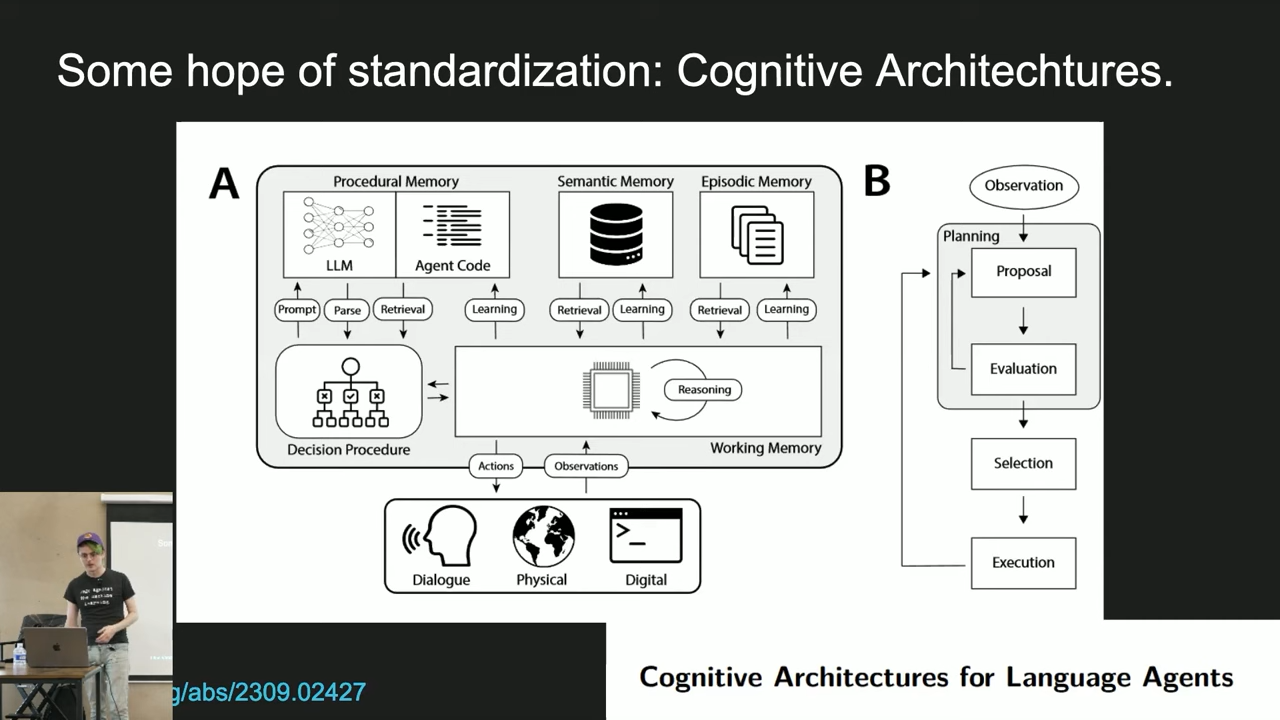 Some hope of standardization: Cognitive Architechtures.
A
Procedural Memory
Semantic Memory
Episodic Memory
LLM
Agent Code
Prompt
Parse
Retrieval
Learning
Retrieval
Learning
Retrieval
Learning
Reasoning
Decision Procedure
Working Memory
Actions
Observations
Dialogue
Physical
Digital
B
Observation
Planning
Proposal
Evaluation
Selection
Execution
g/abs/2309.02427
Cognitive Architectures for Language Agents